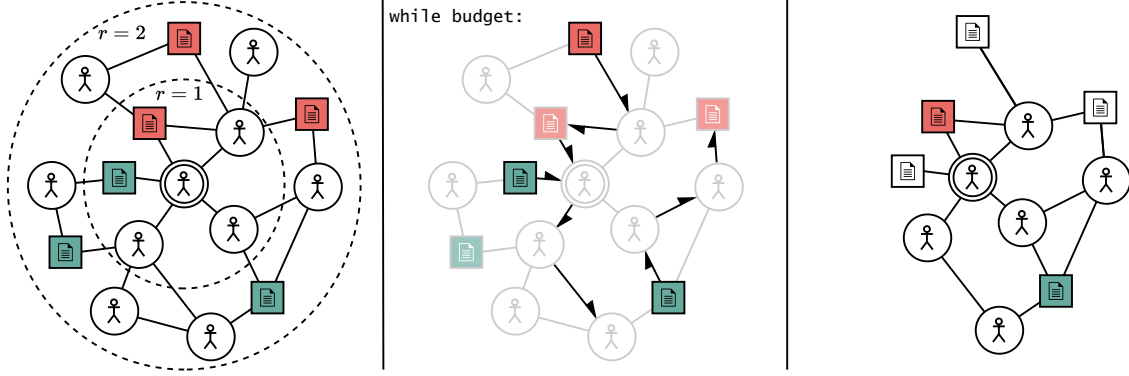 while budget:
r = 2
r = 1